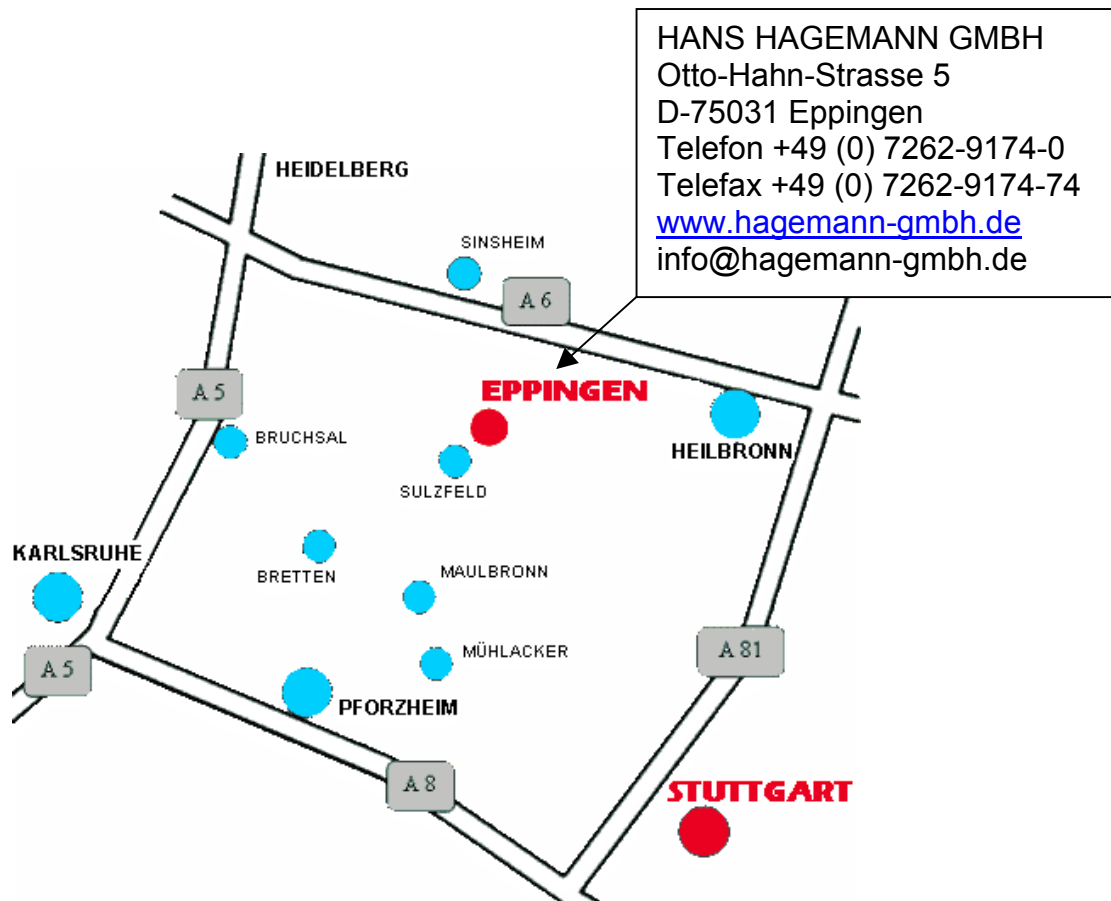 HANS HAGEMANN GMBH
Otto-Hahn-Strasse 5
D-75031 Eppingen
Telefon +49 (0) 7262-9174-0
Telefax +49 (0) 7262-9174-74
www.hagemann-gmbh.de
info@hagemann-gmbh.de
HEIDELBERG
SINSHEIM
A 6
A 5
EPPINGEN
BRUCHSAL
HEILBRONN
SULZFELD
KARLSRUHE
BRETTEN
MAULBRONN
A 5
MÜHLACKER
A 81
PFORZHEIM
A 8
STUTTGART